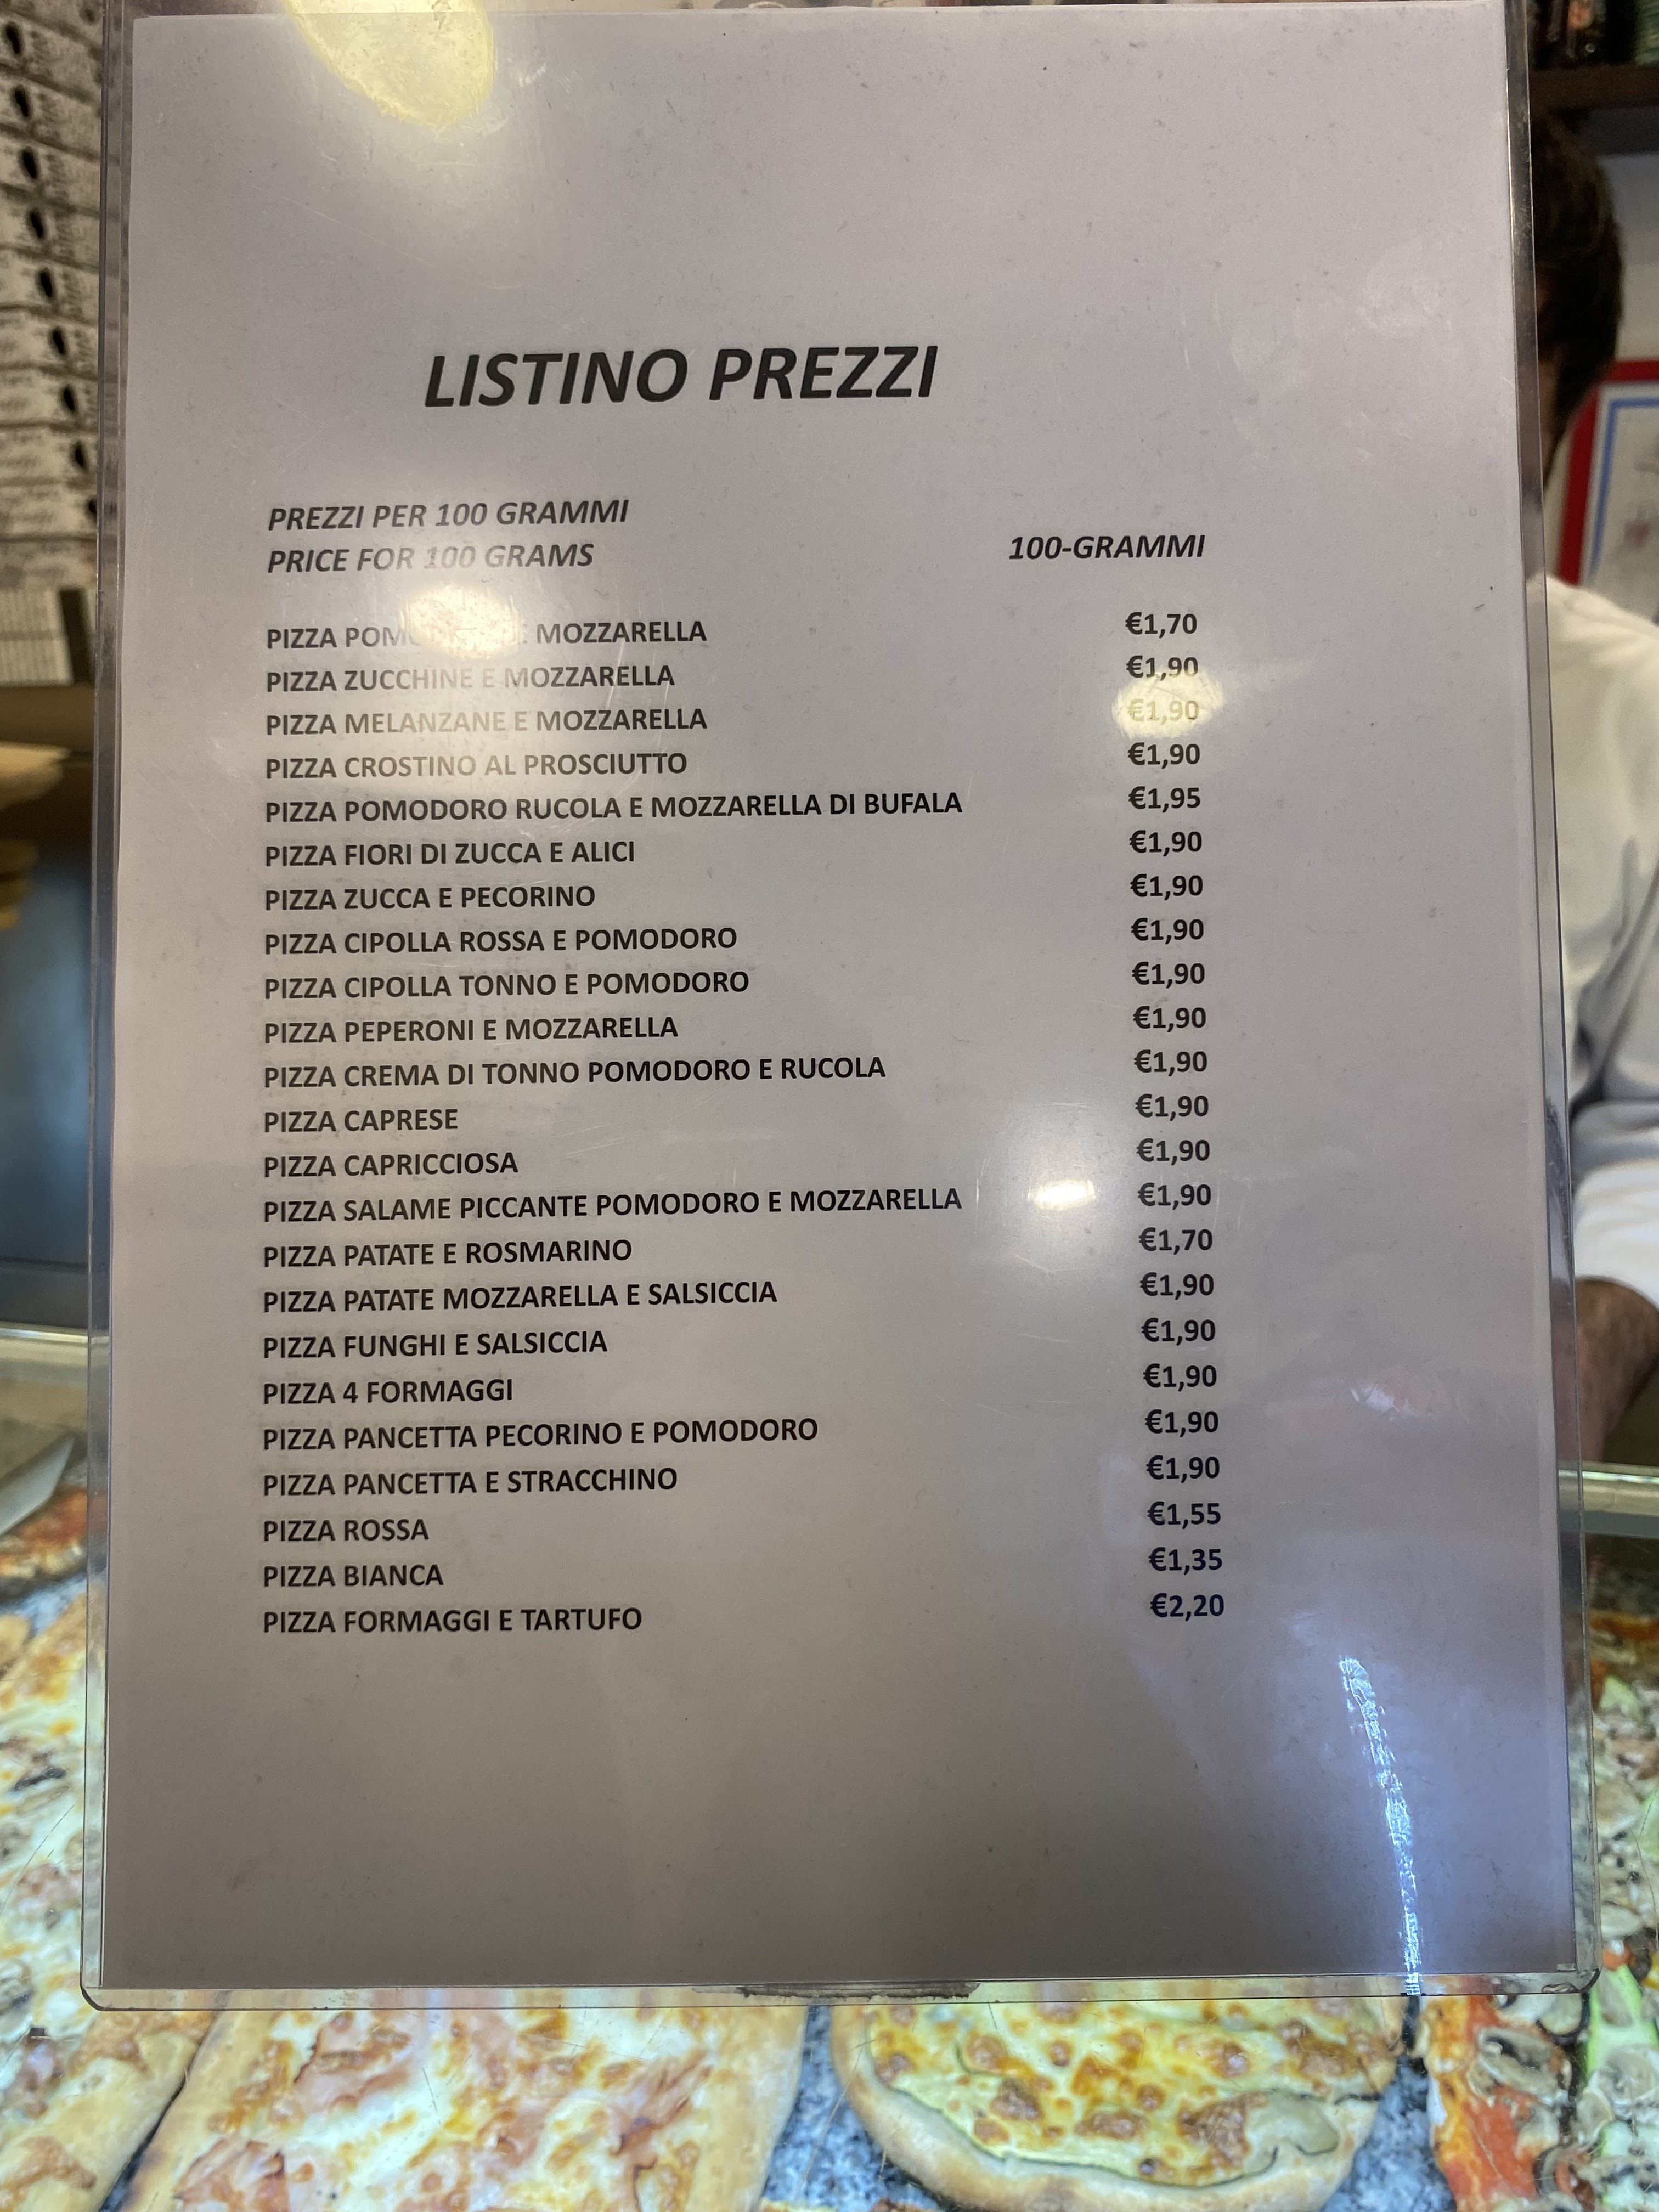 LISTINO PREZZI
PREZZI PER 100 GRAMMI
PRICE FOR 100 GRAMS
100-GRAMMI
PIZZA MOZZARELLA €1,70
PIZZA ZUCCHINE E MOZZARELLA €1,90
PIZZA MELANZANE E MOZZARELLA €1,90
PIZZA CROSTINO AL PROSCIUTTO €1,90
PIZZA POMODORO RUCOLA E MOZZARELLA DI BUFALA €1,95
PIZZA FIORI DI ZUCCA E ALICI €1,90
PIZZA ZUCCA E PECORINO €1,90
PIZZA CIPOLLA ROSSA E POMODORO €1,90
PIZZA CIPOLLA TONNO E POMODORO €1,90
PIZZA PEPERONI E MOZZARELLA €1,90
PIZZA CREMA DI TONNO POMODORO E RUCOLA €1,90
PIZZA CAPRESE €1,90
PIZZA CAPRICCIOSA €1,90
PIZZA SALAME PICCANTE POMODORO E MOZZARELLA €1,90
PIZZA PATATE E ROSMARINO €1,70
PIZZA PATATE MOZZARELLA E SALSICCIA €1,90
PIZZA FUNGHI E SALSICCIA €1,90
PIZZA 4 FORMAGGI €1,90
PIZZA PANCETTA PECORINO E POMODORO €1,90
PIZZA PANCETTA E STRACCHINO €1,90
PIZZA ROSSA €1,55
PIZZA BIANCA €1,35
PIZZA FORMAGGI E TARTUFO €2,20